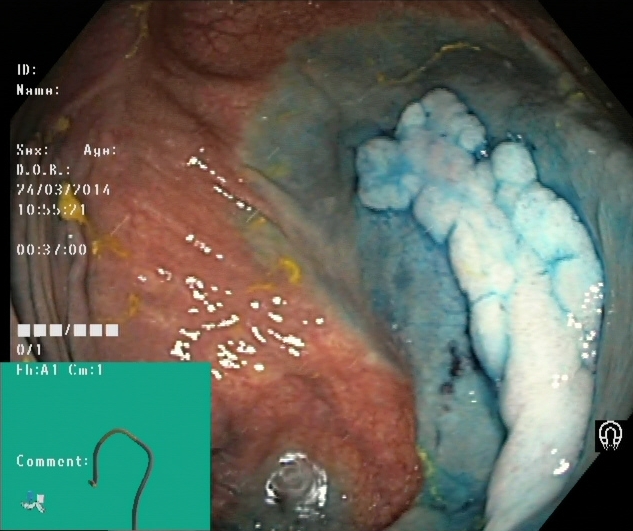 ID:
Name:
Sex: Age:
D.O.B.:
24/03/2014
10:55:21
00:37:00
■■■/■■■
0/1
Eh:A1 Cm:1
Comment: